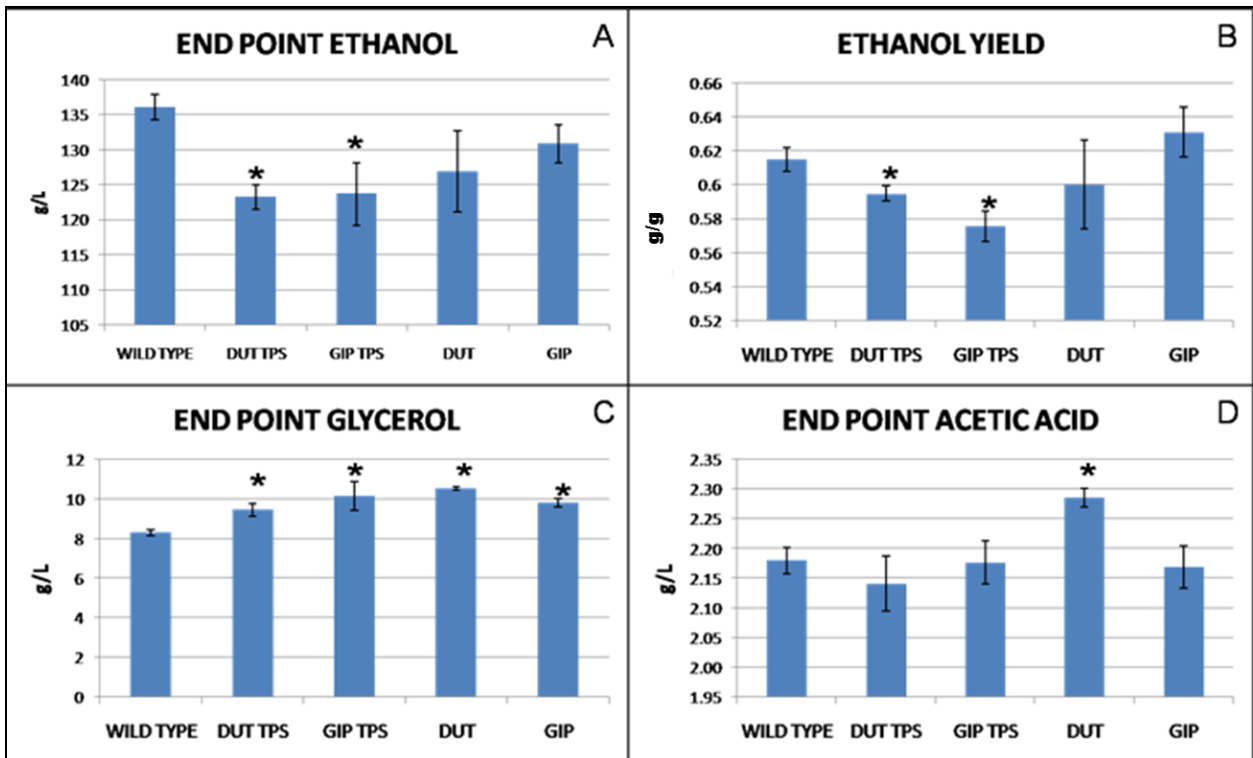 END POINT ETHANOL
A
g/L
140
135
130
125
120
115
110
105
*
*
WILD TYPE DUT TPS GIP TPS DUT GIP
ETHANOL YIELD
B
g/g
0.66
0.64
0.62
0.6
0.58
0.56
0.54
0.52
*
*
WILD TYPE DUT TPS GIP TPS DUT GIP
END POINT GLYCEROL
C
g/L
12
10
8
6
4
2
0
*
*
*
*
WILD TYPE DUT TPS GIP TPS DUT GIP
END POINT ACETIC ACID
D
g/L
2.35
2.30
2.25
2.20
2.15
2.10
2.05
2.00
1.95
*
WILD TYPE DUT TPS GIP TPS DUT GIP